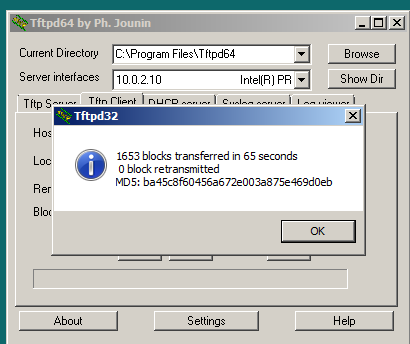 Tftpd64 by Ph. Jounin
Current Directory C:\Program Files\Tftpd64 Browse
Server interfaces 10.0.2.10 Intel(R) PR Show Dir
Tftp Server Tftp Client DHCP server Syslog server Log viewer
Tftpd32
Hos
1653 blocks transferred in 65 seconds
Loc
0 block retransmitted
Ren
MD5: ba45c8f60456a672e003a875e469d0eb
Bloc
OK
About Settings Help